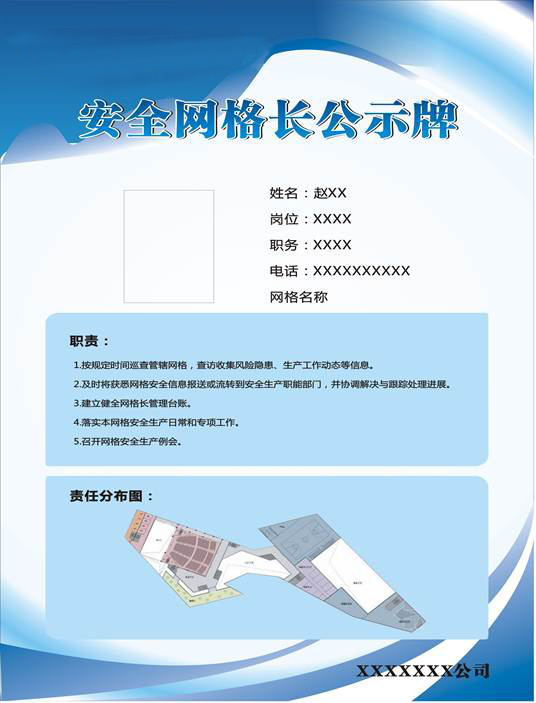 安全网格长公示牌
姓名：赵XX
岗位：XXXX
职务：XXXX
电话：XXXXXXXXXX
网格名称
职责：
1.按规定时间巡查管辖网格，查访收集风险隐患、生产工作动态等信息。
2.及时将获悉网格安全信息报送或流转到安全生产职能部门，并协调解决与跟踪处理进展。
3.建立健全网格长管理台账。
4.落实本网格安全生产日常和专项工作。
5.召开网格安全生产例会。
责任分布图：
XXXXXXX公司